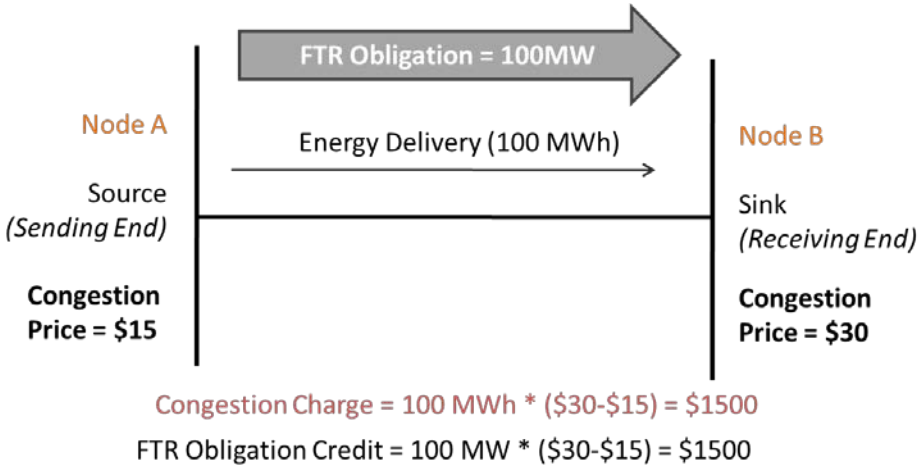 FTR Obligation = 100MW
Node A
Energy Delivery (100 MWh)
Node B
Source
(Sending End)
Sink
(Receiving End)
Congestion
Price = $15
Congestion
Price = $30
Congestion Charge = 100 MWh * ($30-$15) = $1500
FTR Obligation Credit = 100 MW * ($30-$15) = $1500